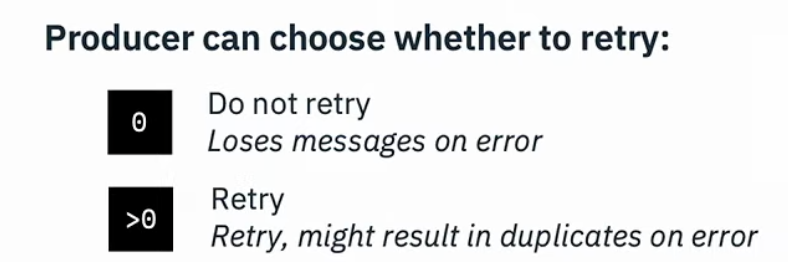 Producer can choose whether to retry:
0
Do not retry
Loses messages on error
>0
Retry
Retry, might result in duplicates on error